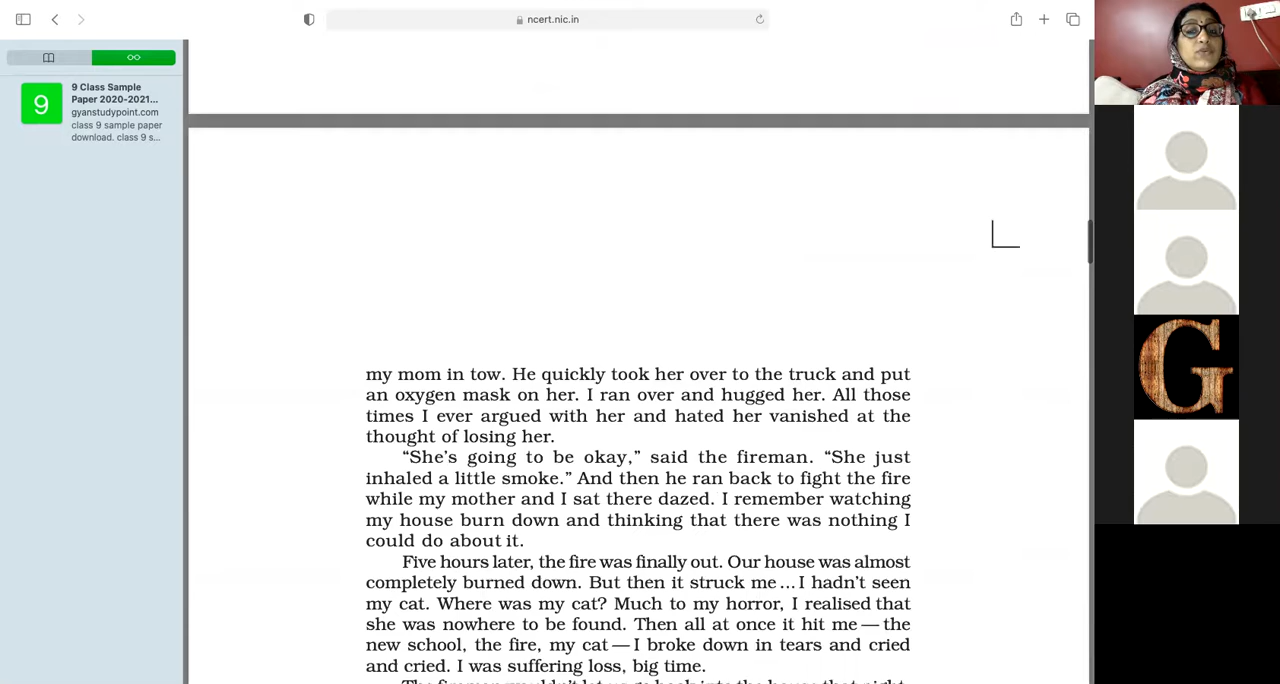 ncert.nic.in
9
9 Class Sample
Paper 2020-2021...
gyanstudypoint.com
class 9 sample paper
download. class 9 s...
my mom in tow. He quickly took her over to the truck and put
an oxygen mask on her. I ran over and hugged her. All those
times I ever argued with her and hated her vanished at the
thought of losing her.
“She’s going to be okay,” said the fireman. “She just
inhaled a little smoke.” And then he ran back to fight the fire
while my mother and I sat there dazed. I remember watching
my house burn down and thinking that there was nothing I
could do about it.
Five hours later, the fire was finally out. Our house was almost
completely burned down. But then it struck me ... I hadn’t seen
my cat. Where was my cat? Much to my horror, I realised that
she was nowhere to be found. Then all at once it hit me — the
new school, the fire, my cat — I broke down in tears and cried
and cried. I was suffering loss, big time.
G